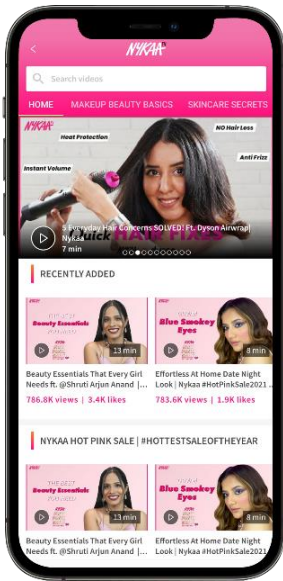 NYKAA
Search videos
HOME MAKEUP BEAUTY BASICS SKINCARE SECRETS
NYKAA
NO Hair Loss
Heat Protection
Anti Frizz
Instant Volume
5 Everyday Hair Concerns SOLVED! Ft. Dyson Airwrap|
Nykaa
Quick HAIR FIXES
7 min
RECENTLY ADDED
Beauty Essentials
13 min
Blue Smokey
Eyes
8 min
Beauty Essentials That Every Girl
Needs ft. @Shruti Arjun Anand |...
786.8K views | 3.4K likes
Effortless At Home Date Night
Look | Nykaa #HotPinkSale2021 ..
783.6K views | 1.9K likes
NYKAA HOT PINK SALE | #HOTTESTSALEOFTHEYEAR
Beauty Essentials
13 min
Blue Smokey
Eyes
8 min
Beauty Essentials That Every Girl
Needs ft. @Shruti Arjun Anand |...
Effortless At Home Date Night
Look | Nykaa #HotPinkSale2021 ..